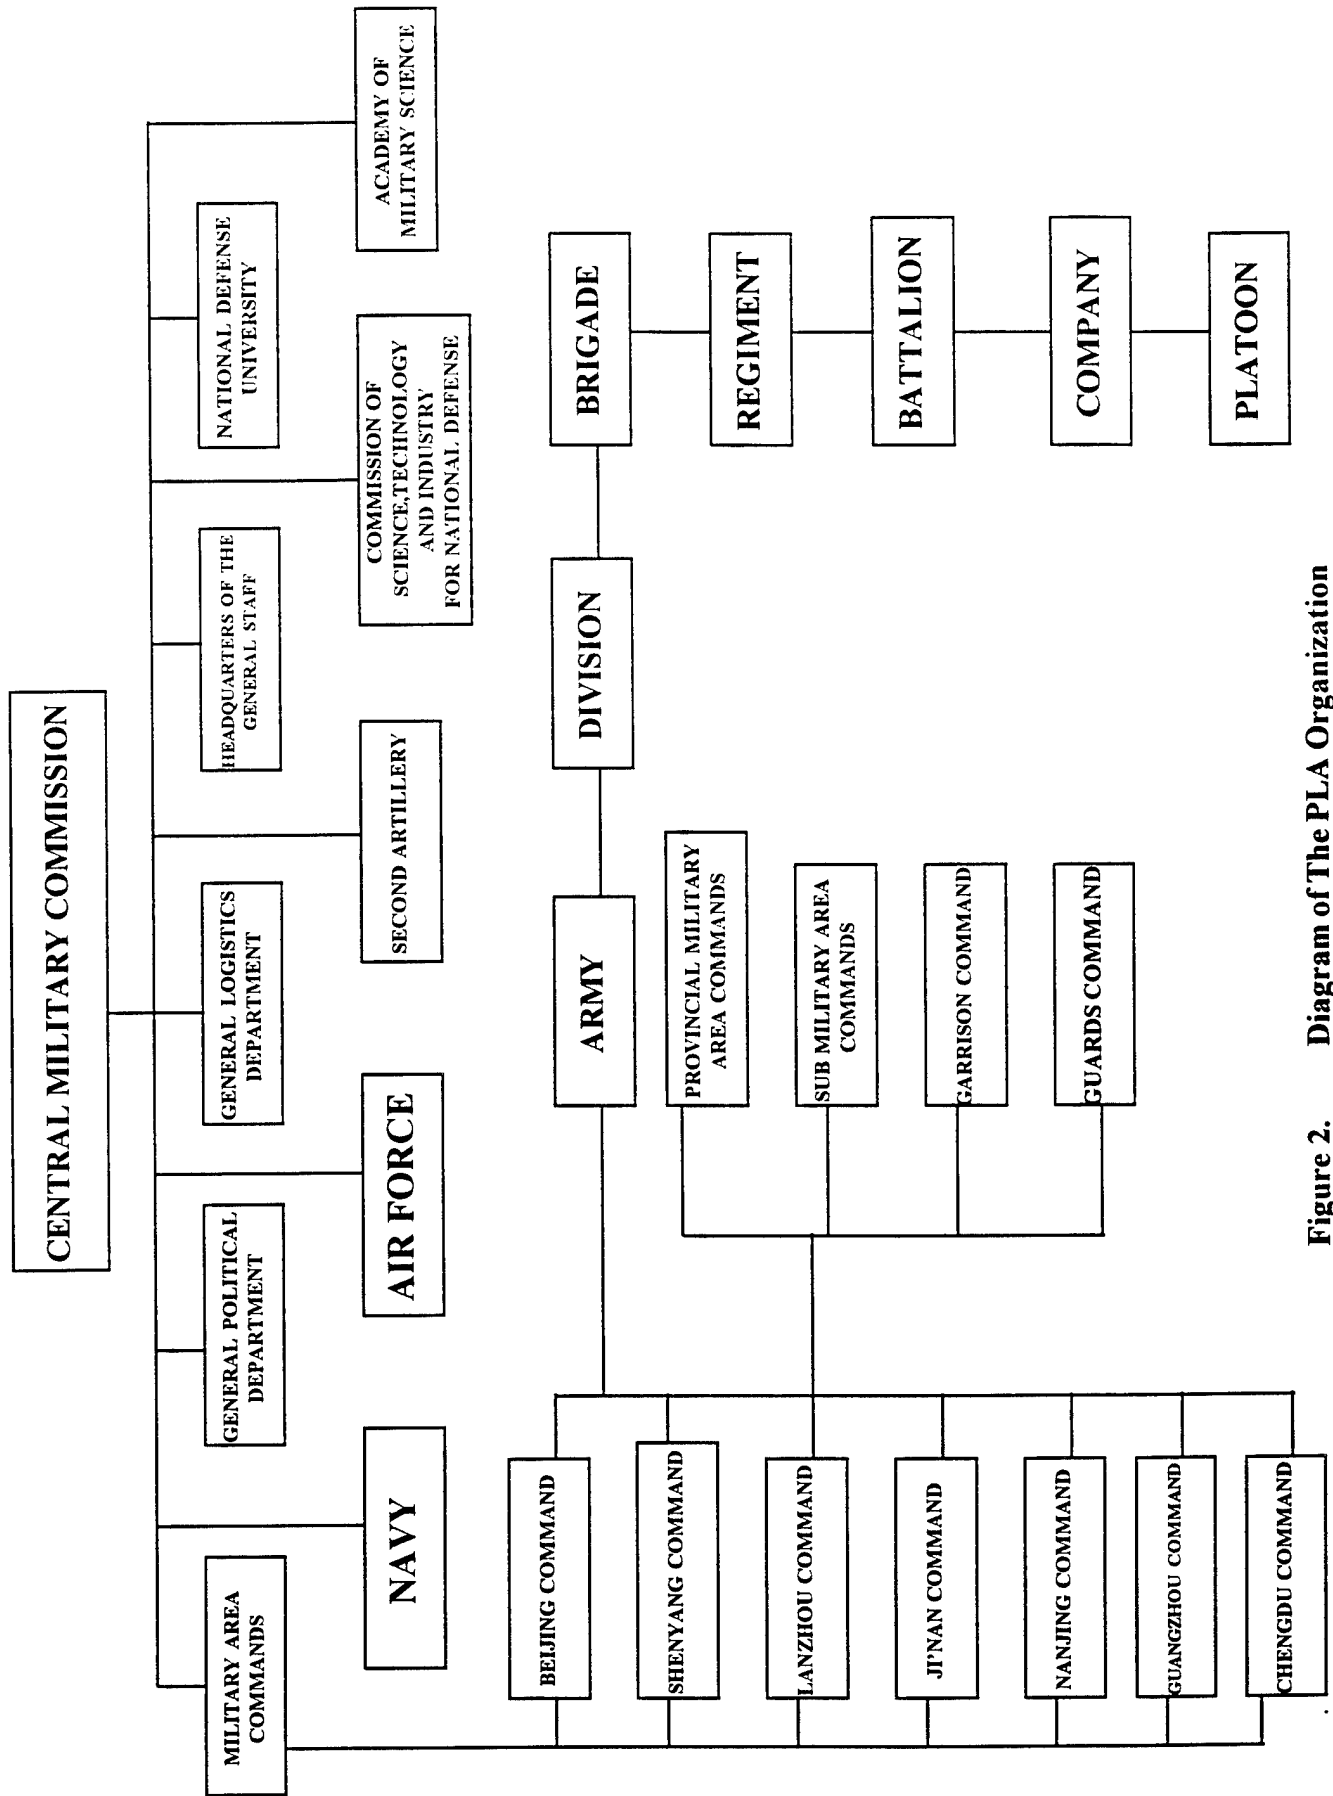 CENTRAL MILITARY COMMISSION
MILITARY AREA
COMMANDS
GENERAL POLITICAL
DEPARTMENT
GENERAL LOGISTICS
DEPARTMENT
HEADQUARTERS OF THE
GENERAL STAFF
NATIONAL DEFENSE
UNIVERSITY
NAVY
AIR FORCE
SECOND ARTILLERY
COMMISSION OF
SCIENCE,TECHNOLOGY
AND INDUSTRY
FOR NATIONAL DEFENSE
ACADEMY OF
MILITARY SCIENCE
BEIJING COMMAND
SHENYANG COMMAND
LANZHOU COMMAND
JI'NAN COMMAND
NANJING COMMAND
GUANGZHOU COMMAND
CHENGDU COMMAND
ARMY
DIVISION
BRIGADE
REGIMENT
BATTALION
COMPANY
PLATOON
PROVINCIAL MILITARY
AREA COMMANDS
SUB MILITARY AREA
COMMANDS
GARRISON COMMAND
GUARDS COMMAND
Figure 2. Diagram of The PLA Organization